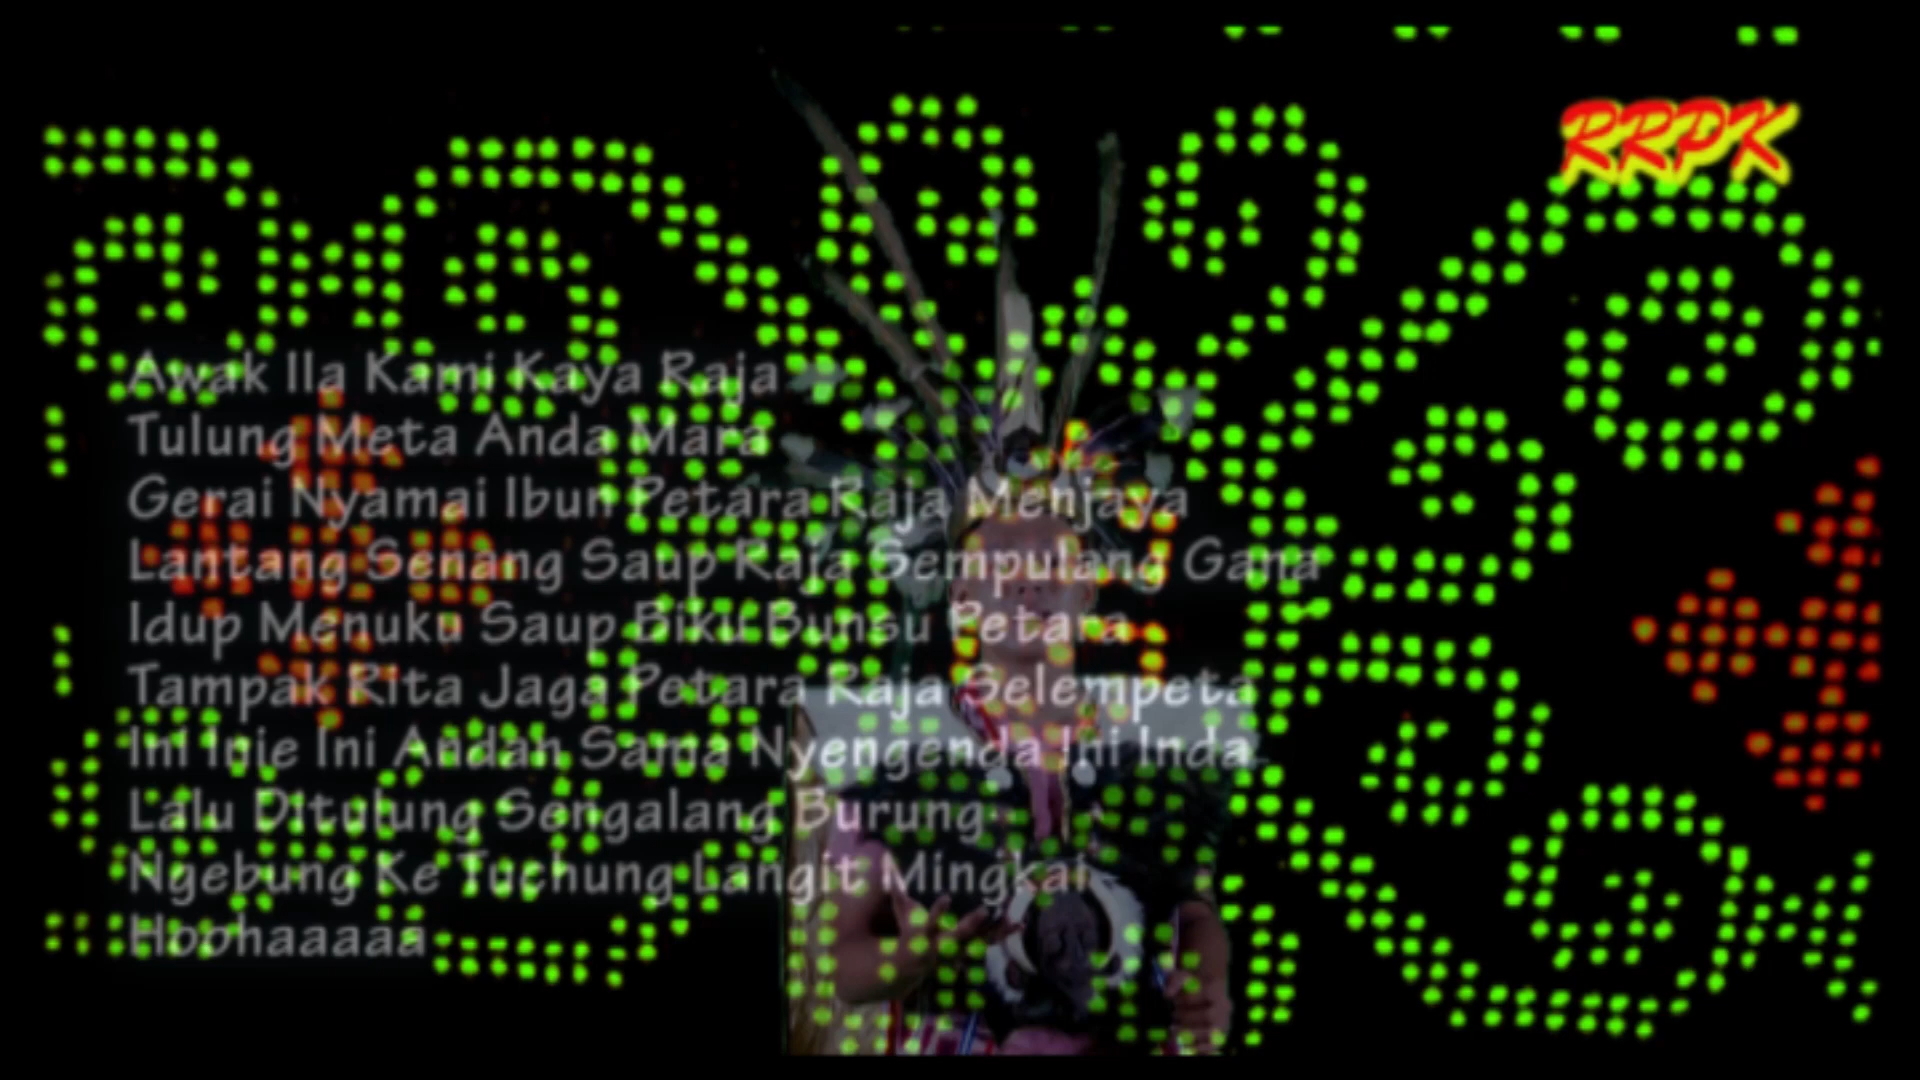 RRPK
Awak Ila Kami Kaya Raja
Tulung Meta Anda Mara
Gerai Nyamai Ibun Petara Raja Menjaya
Lantang Senang Saup Raja Sempulang Gana
Idup Menuku Saup Biku Bunsu Petara
Tampak Rita Jaga Petara Raja Selempeta
Ini Inie Ini Andan Sama Nyengenda Ini Inda
Lalu Ditulung Sengalang Burung
Ngebung Ke Tuchung Langit Mingkai
Hoohaaaaa